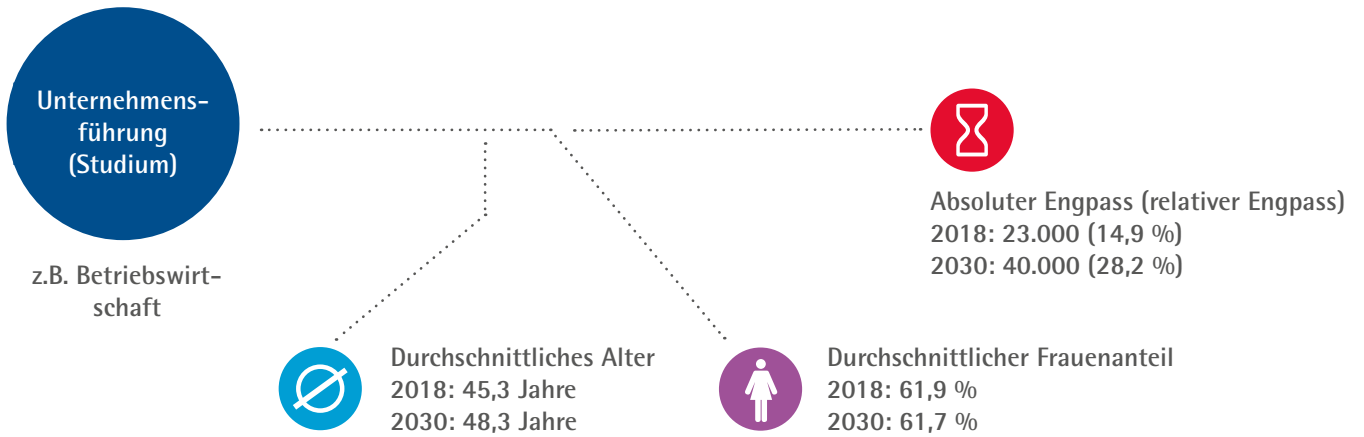 Unternehmens-
führung
(Studium)
z.B. Betriebswirt-
schaft
Absoluter Engpass (relativer Engpass)
2018: 23.000 (14,9 %)
2030: 40.000 (28,2 %)
Durchschnittliches Alter
2018: 45,3 Jahre
2030: 48,3 Jahre
Durchschnittlicher Frauenanteil
2018: 61,9 %
2030: 61,7 %